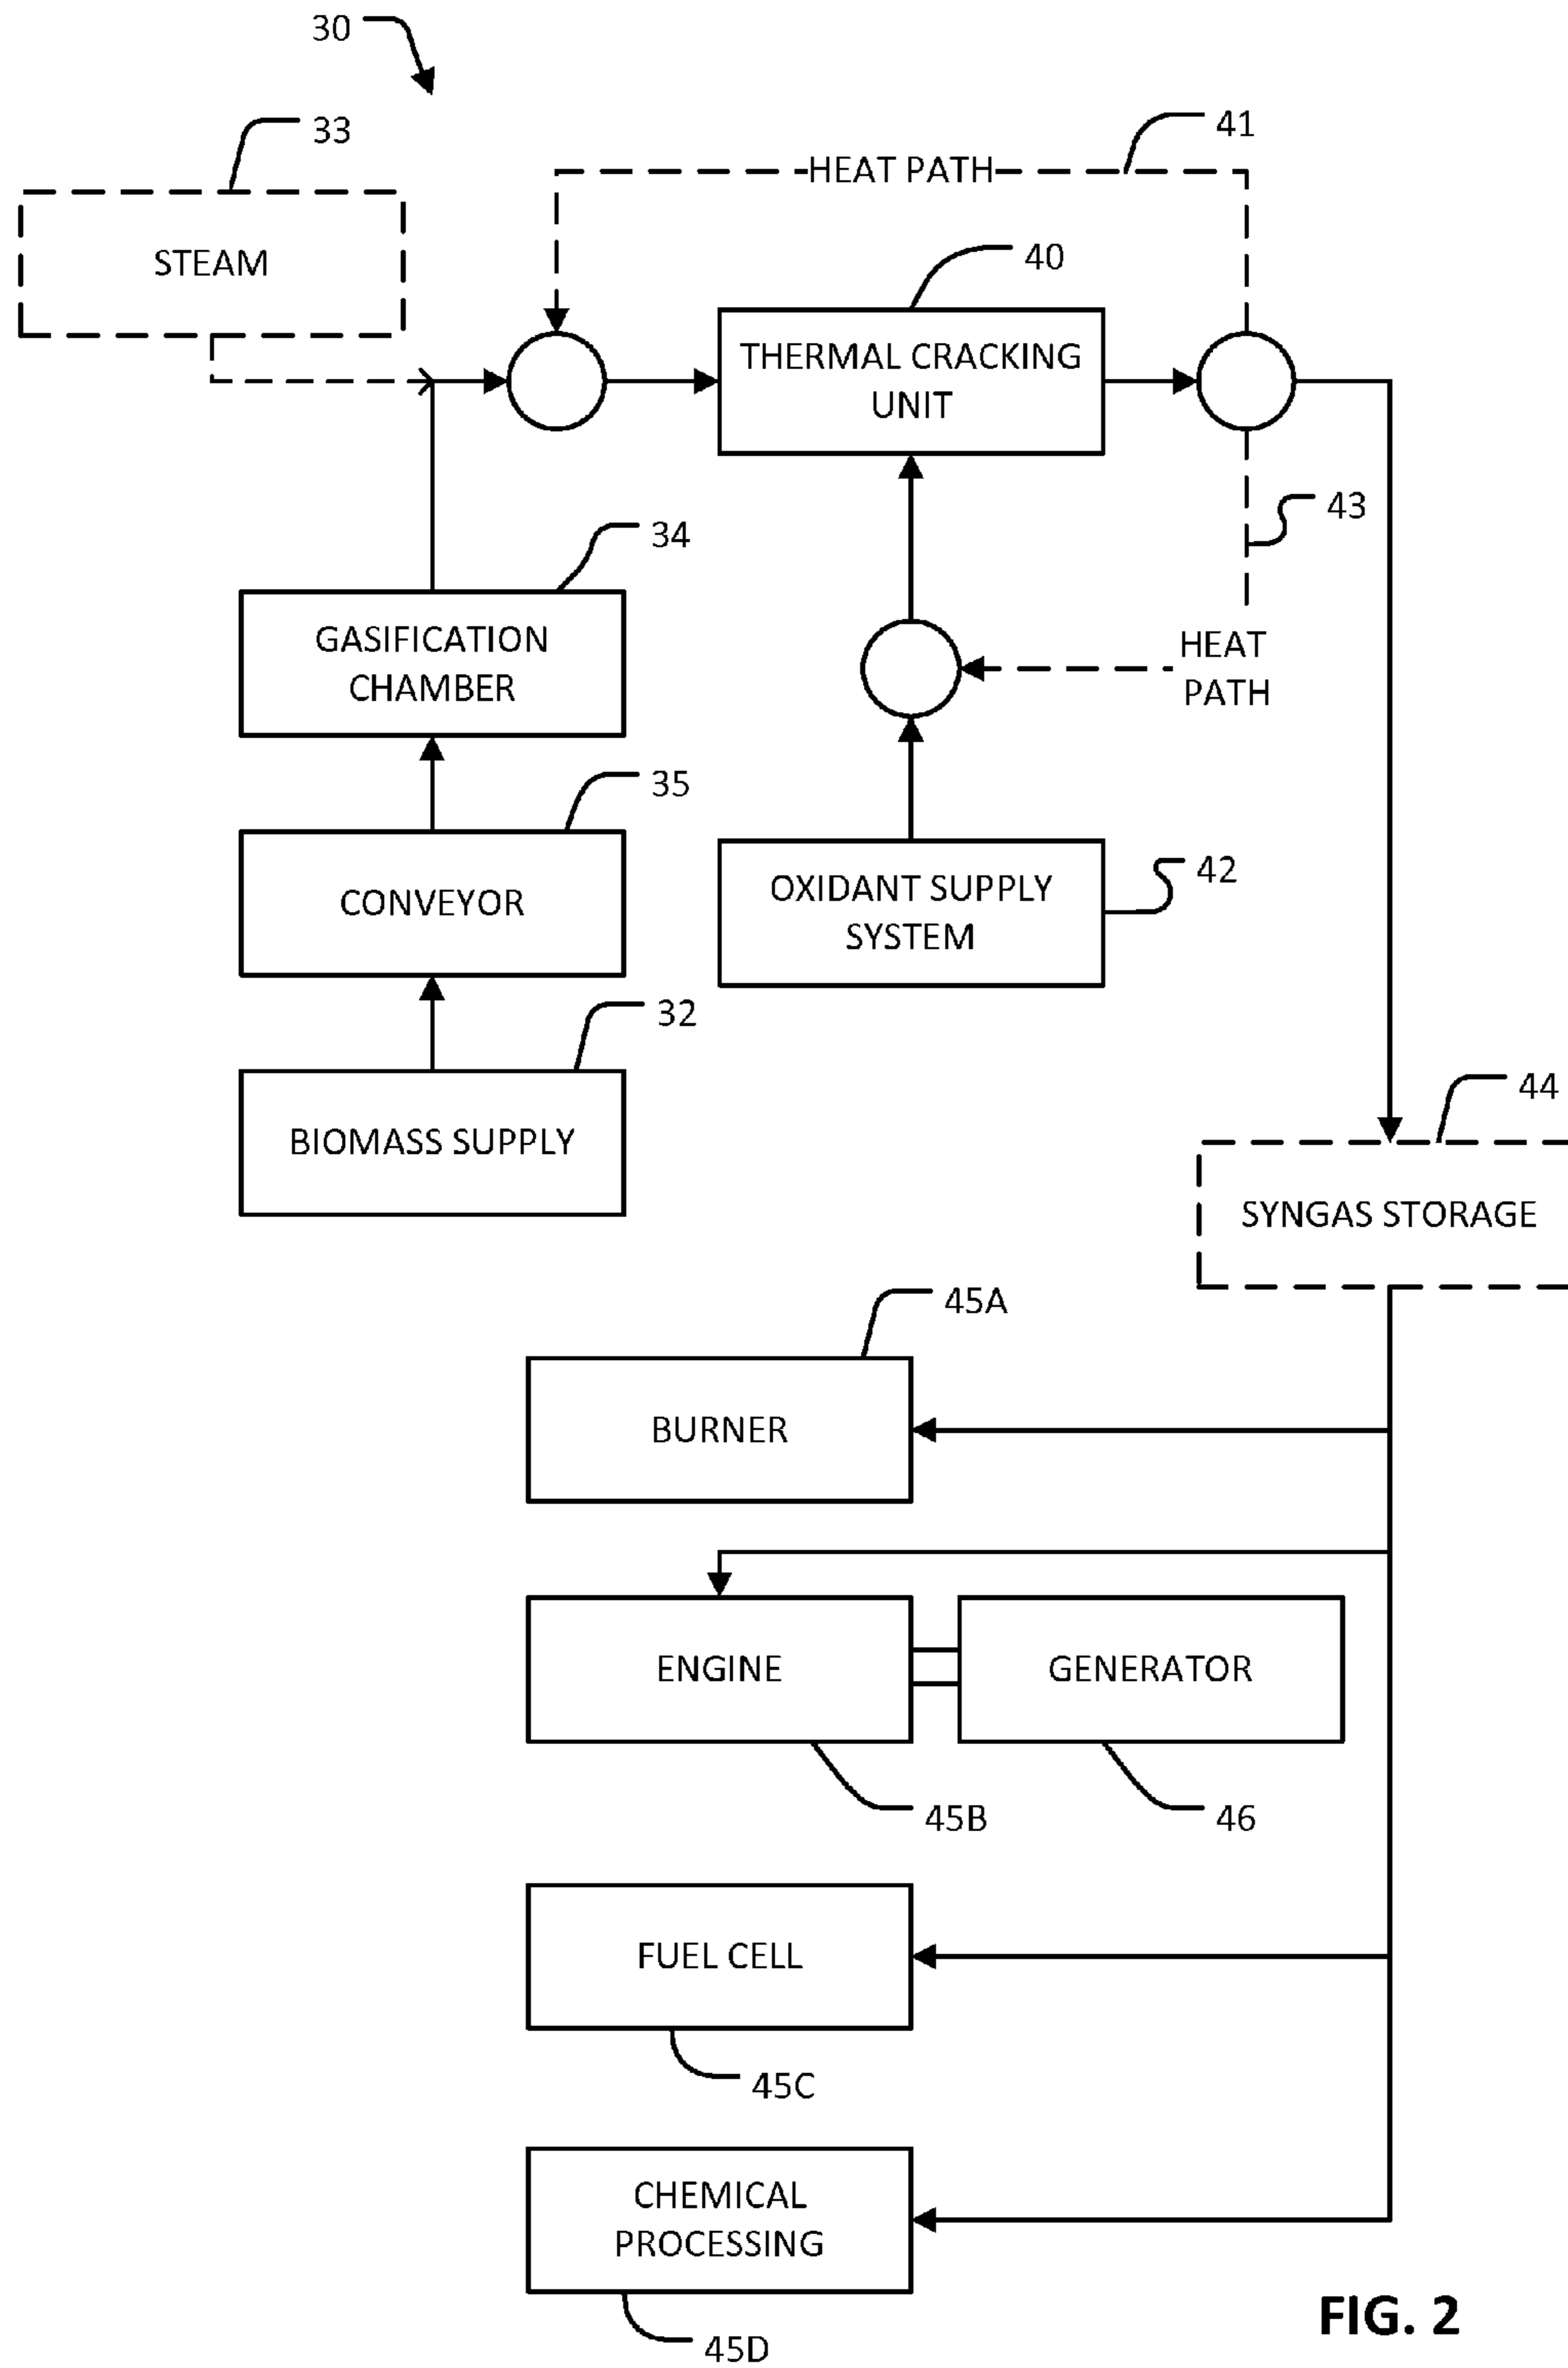 30
33
41
HEAT PATH
40
STEAM
THERMAL CRACKING
UNIT
43
34
GASIFICATION
CHAMBER
HEAT
PATH
35
CONVEYOR
OXIDANT SUPPLY
SYSTEM
42
32
BIOMASS SUPPLY
44
SYNGAS STORAGE
45A
BURNER
ENGINE
GENERATOR
45B
46
FUEL CELL
45C
CHEMICAL
PROCESSING
45D
FIG. 2